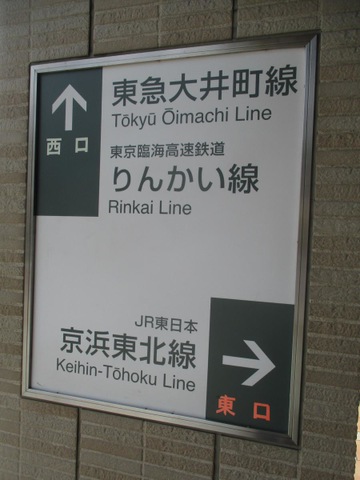 東急大井町線
Tōkyū Ōimachi Line
西口
東京臨海高速鉄道
りんかい線
Rinkai Line
JR東日本
京浜東北線
Keihin-Tōhoku Line
東口